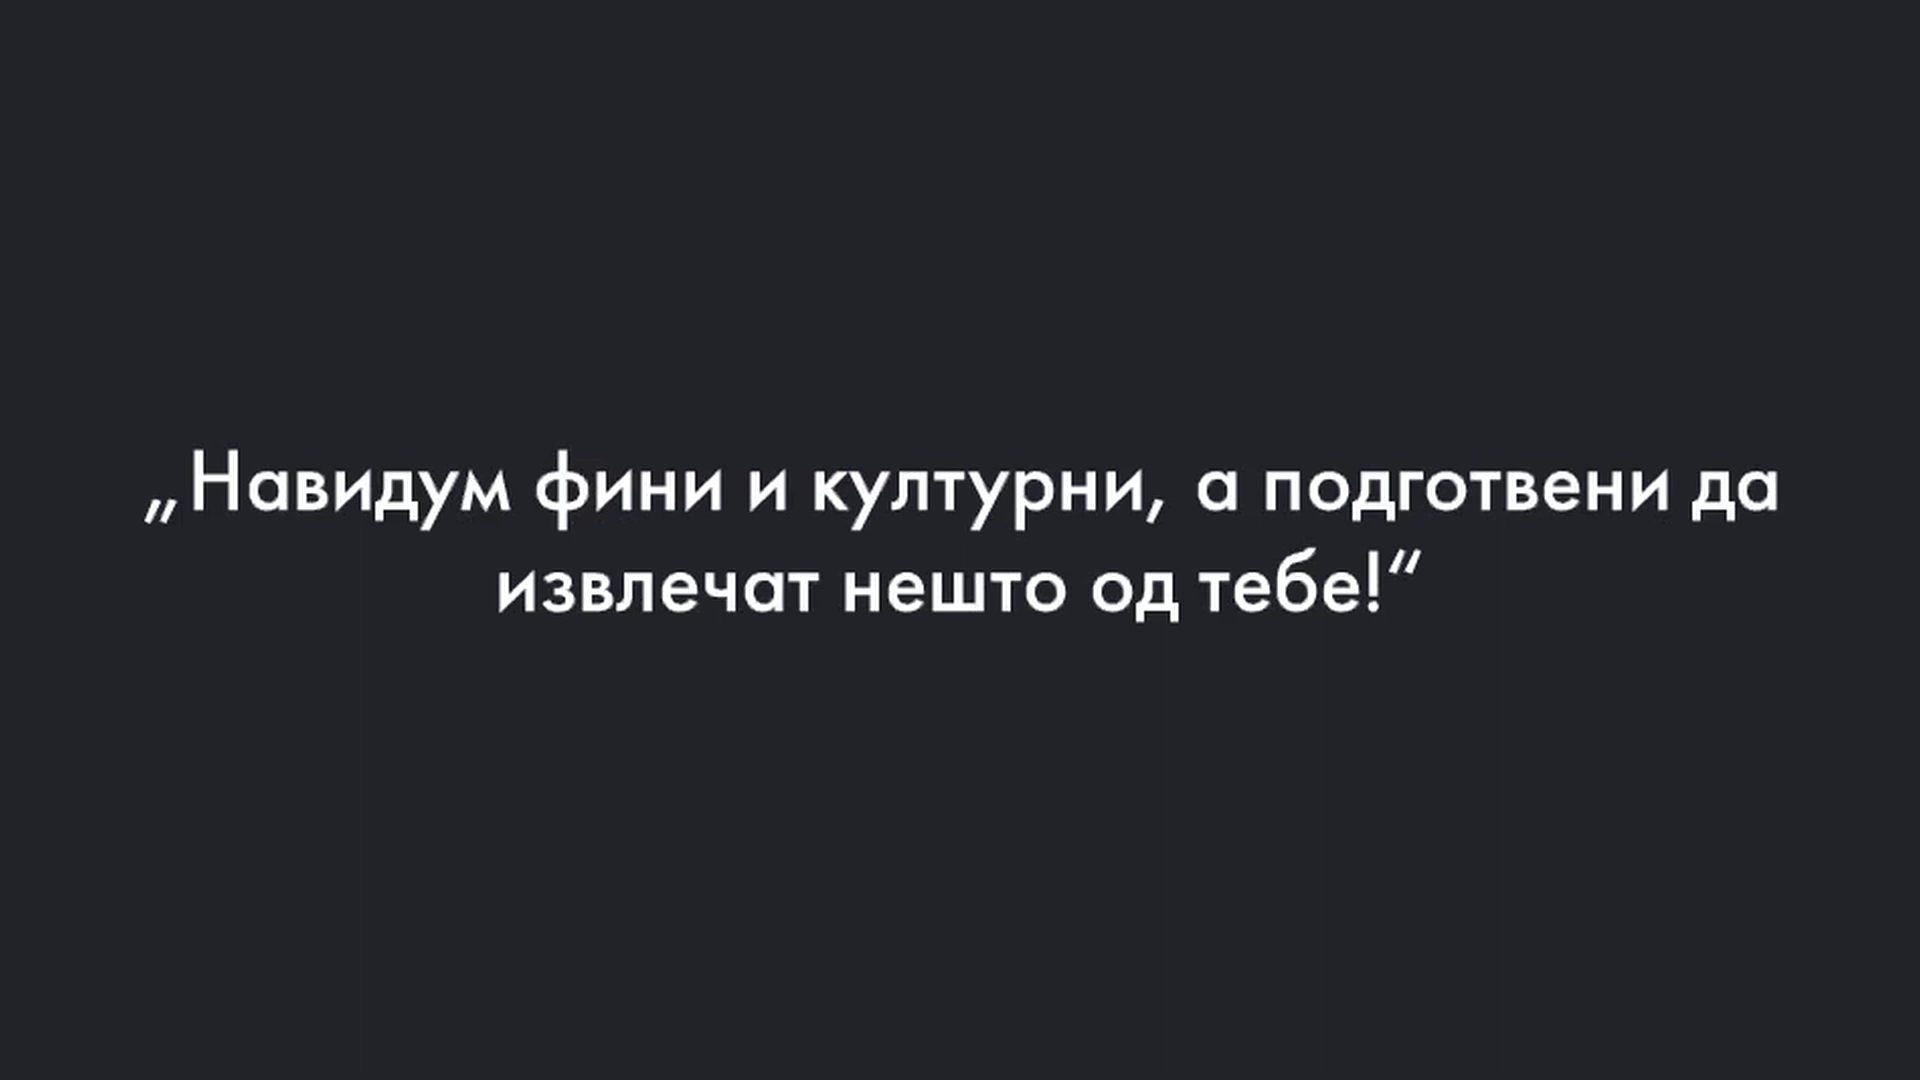 „Навидум фини и културни, а подготвени да
извлечат нешто од тебе!“